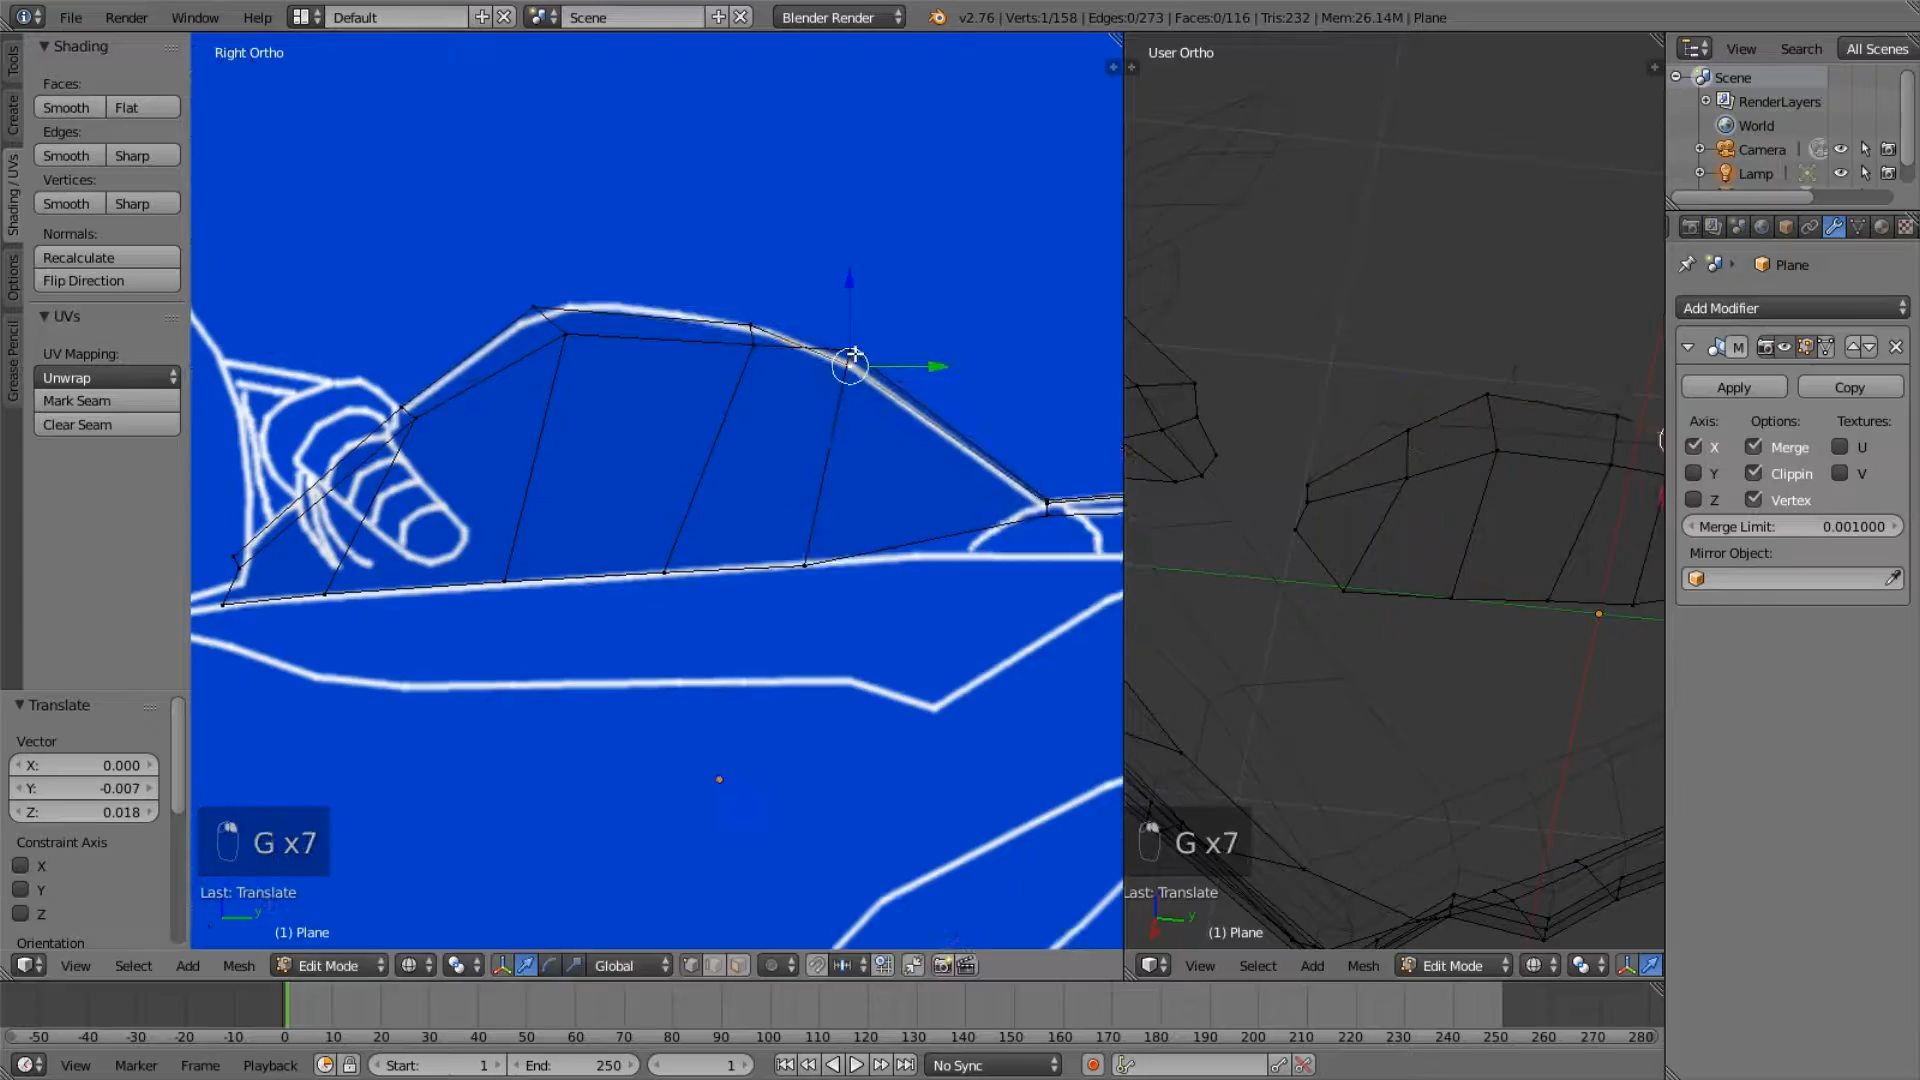 File Render Window Help Default Scene Blender Render v2.76 | Verts:1/158 | Edges:0/273 | Faces:0/116 | Tris:232 | Mem:26.14M | Plane
Tools
Create
Shading / UVs
Options
Grease Pencil
Shading
Faces:
Smooth Flat
Edges:
Smooth Sharp
Vertices:
Smooth Sharp
Normals:
Recalculate
Flip Direction
UVs
UV Mapping:
Unwrap
Mark Seam
Clear Seam
Translate
Vector
X: 0.000
Y: -0.007
Z: 0.018
Constraint Axis
X
Y
Z
Orientation
Right Ortho
G x7
Last: Translate
y
(1) Plane
View Select Add Mesh Edit Mode Global
User Ortho
G x7
Last: Translate
y
(1) Plane
View Select Add Mesh Edit Mode
View Search All Scenes
Scene
RenderLayers
World
Camera
Lamp
Plane
Add Modifier
M
Apply Copy
Axis: Options: Textures:
X Merge U
Y Clippin V
Z Vertex
Merge Limit: 0.001000
Mirror Object:
-50 -40 -30 -20 -10 0 10 20 30 40 50 60 70 80 90 100 110 120 130 140 150 160 170 180 190 200 210 220 230 240 250 260 270 280
View Marker Frame Playback Start: 1 End: 250 1 No Sync